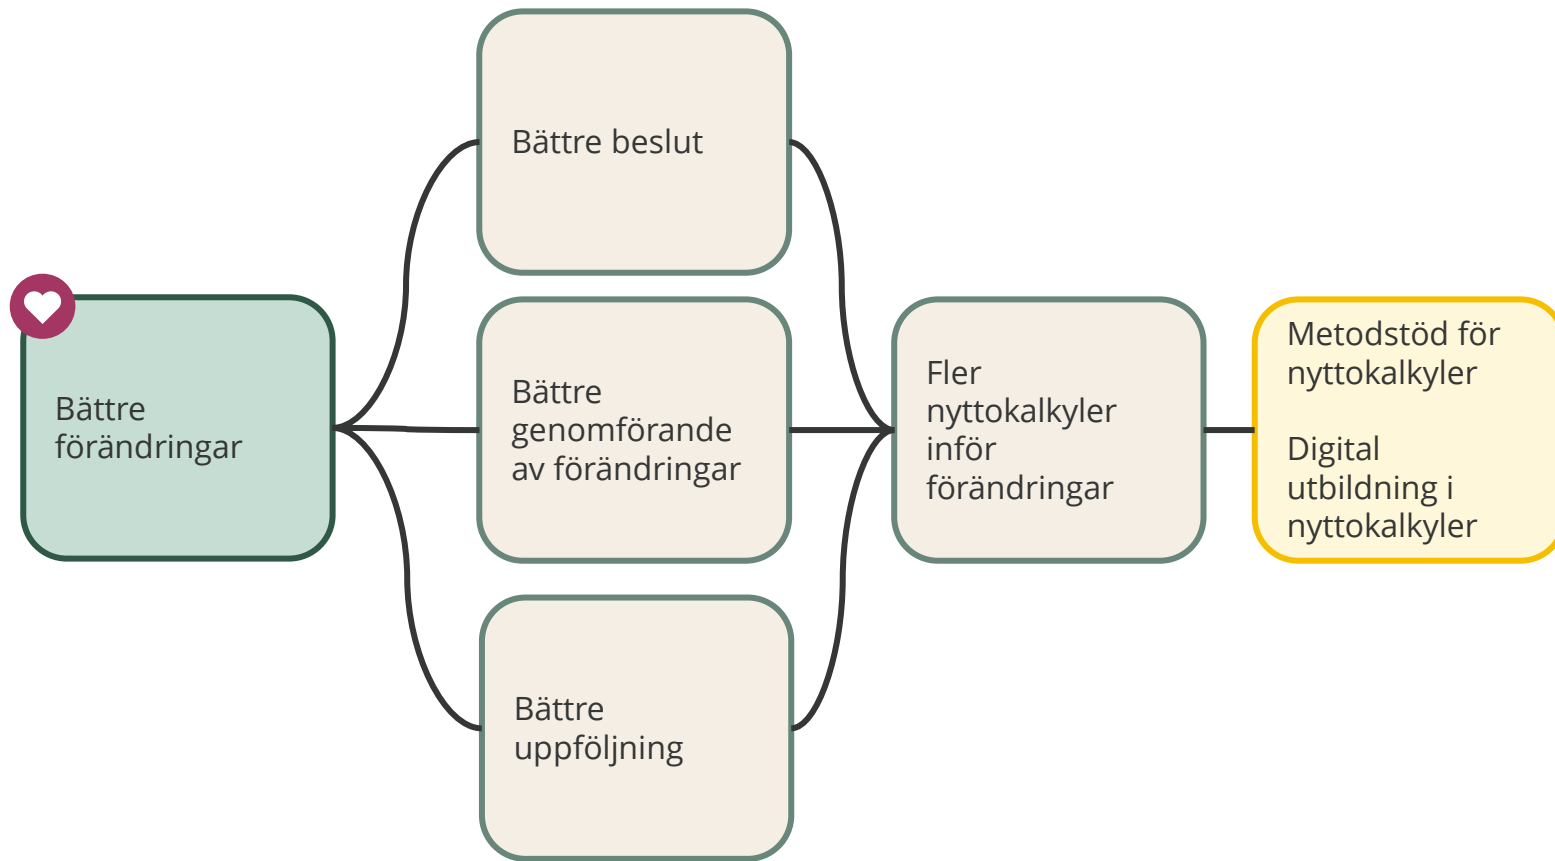 Bättre
förändringar
Bättre beslut
Bättre
genomförande
av förändringar
Bättre
uppföljning
Fler
nyttokalkyler
inför
förändringar
Metodstöd för
nyttokalkyler
Digital
utbildning i
nyttokalkyler